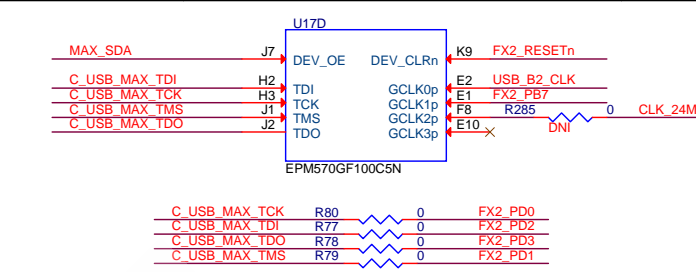 U17D
MAX_SDA J7 DEV_OE DEV_CLRn K9 FX2_RESETn
C_USB_MAX_TDI H2 TDI GCLK0p E2 USB_B2_CLK
C_USB_MAX_TCK H3 TCK GCLK1p E1 FX2_PB7
C_USB_MAX_TMS J1 TMS GCLK2p F8 R285 0 CLK_24M
C_USB_MAX_TDO J2 TDO GCLK3p E10 DNI
EPM570GF100C5N
C_USB_MAX_TCK R80 0 FX2_PD0
C_USB_MAX_TDI R77 0 FX2_PD2
C_USB_MAX_TDO R78 0 FX2_PD3
C_USB_MAX_TMS R79 0 FX2_PD1